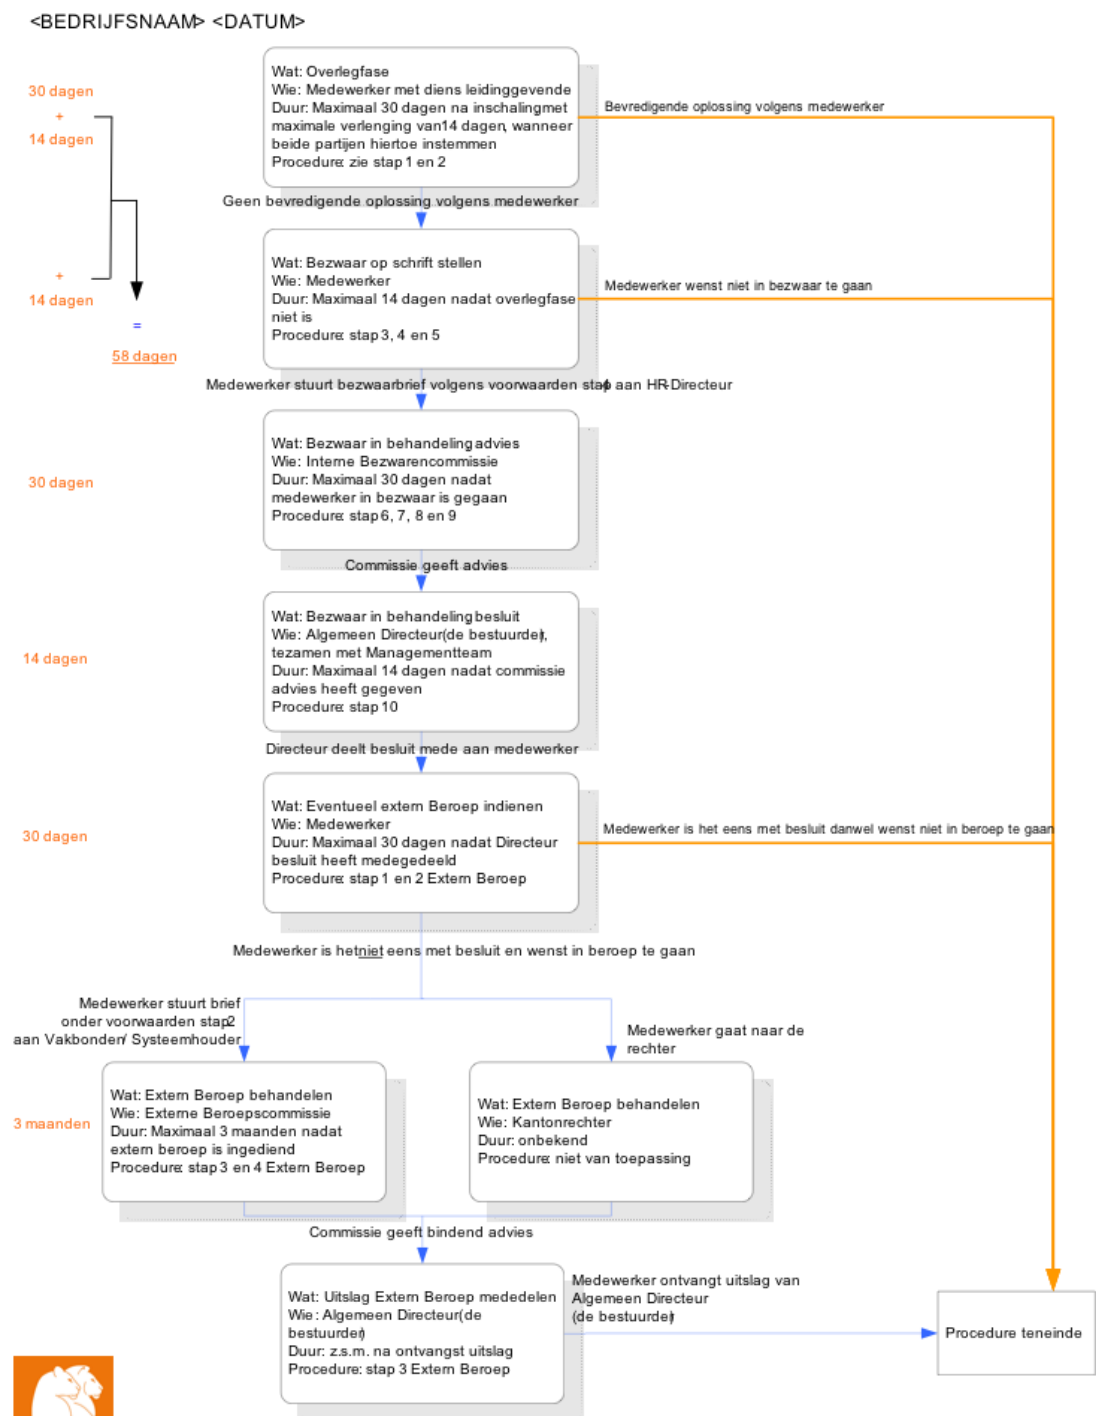 <BEDRIJFSNAAM> <DATUM>
30 dagen
+
14 dagen
+
14 dagen
=
58 dagen
Wat: Overlegfase
Wie: Medewerker met diens leidinggevende
Duur: Maximaal 30 dagen na inschaling met
maximale verlenging van 14 dagen, wanneer
beide partijen hiertoe instemmen
Procedure: zie stap 1 en 2
Bevredigende oplossing volgens medewerker
Geen bevredigende oplossing volgens medewerker
Wat: Bezwaar op schrift stellen
Wie: Medewerker
Duur: Maximaal 14 dagen nadat overlegfase
niet is
Procedure: stap 3, 4 en 5
Medewerker wenst niet in bezwaar te gaan
Medewerker stuurt bezwaarbrief volgens voorwaarden stap 4 aan HR-Directeur
30 dagen
Wat: Bezwaar in behandeling advies
Wie: Interne Bezwarencommissie
Duur: Maximaal 30 dagen nadat
medewerker in bezwaar is gegaan
Procedure: stap 6, 7, 8 en 9
Commissie geeft advies
14 dagen
Wat: Bezwaar in behandeling besluit
Wie: Algemeen Directeur (de bestuurder),
tezamen met Managementteam
Duur: Maximaal 14 dagen nadat commissie
advies heeft gegeven
Procedure: stap 10
Directeur deelt besluit mede aan medewerker
30 dagen
Wat: Eventueel extern Beroep indienen
Wie: Medewerker
Duur: Maximaal 30 dagen nadat Directeur
besluit heeft medegedeeld
Procedure: stap 1 en 2 Extern Beroep
Medewerker is het eens met besluit danwel wenst niet in beroep te gaan
Medewerker is het niet eens met besluit en wenst in beroep te gaan
Medewerker stuurt brief
onder voorwaarden stap 2
aan Vakbonden/ Systeemhouder
Medewerker gaat naar de
rechter
3 maanden
Wat: Extern Beroep behandelen
Wie: Externe Beroepscommissie
Duur: Maximaal 3 maanden nadat
extern beroep is ingediend
Procedure: stap 3 en 4 Extern Beroep
Wat: Extern Beroep behandelen
Wie: Kantonrechter
Duur: onbekend
Procedure: niet van toepassing
Commissie geeft bindend advies
Wat: Uitslag Extern Beroep mededelen
Wie: Algemeen Directeur (de
bestuurder)
Duur: z.s.m. na ontvangst uitslag
Procedure: stap 3 Extern Beroep
Medewerker ontvangt uitslag van
Algemeen Directeur
(de bestuurder)
Procedure ten einde